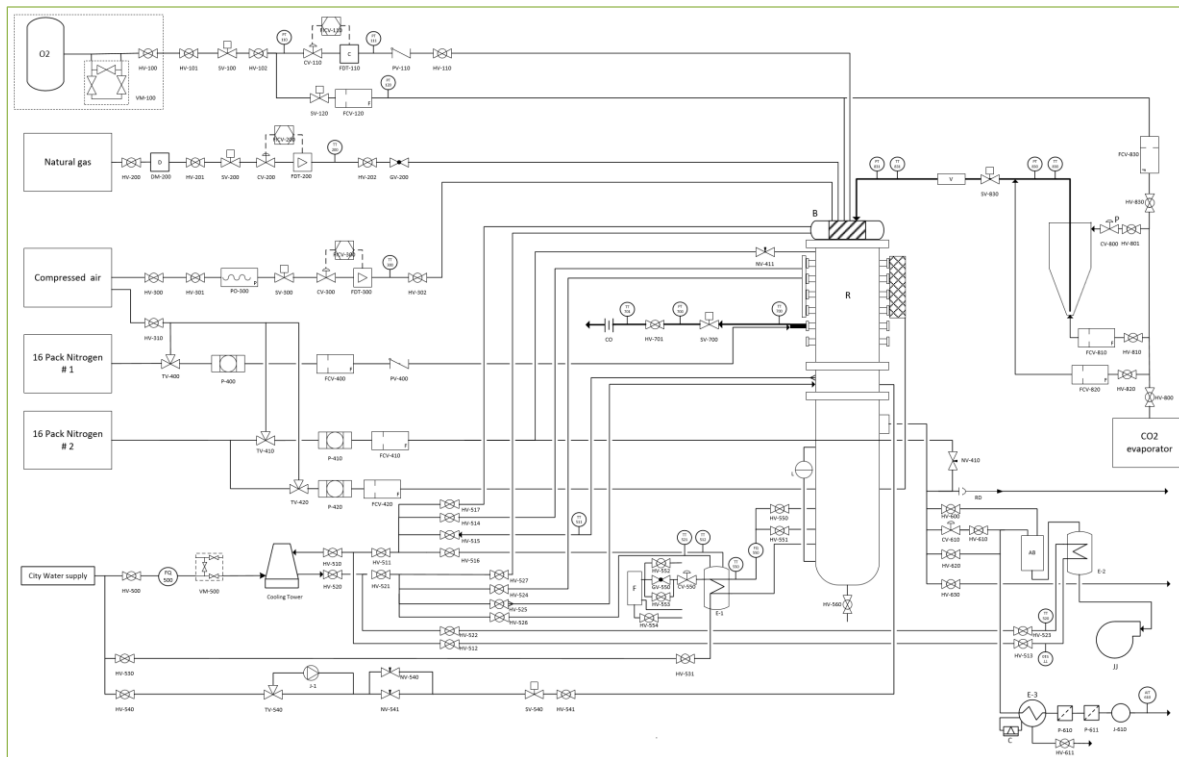 O2
HV-100
HV-101
SV-100
HV-102
CV-110
C
FDT-110
PV-110
HV-110
VM-100
SV-120
F
FCV-120
Natural gas
HV-200
D
DM-200
HV-201
SV-200
CV-200
FDT-200
HV-202
GV-200
FCV-830
HV-830
V
SV-830
P
CV-800
HV-801
B
Compressed air
HV-300
HV-301
PD-300
SV-300
CV-300
FDT-300
HV-302
NV-411
R
HV-310
CO
HV-701
SV-700
FCV-810
HV-810
16 Pack Nitrogen
# 1
TV-400
P-400
F
FCV-400
PV-400
F
FCV-820
HV-820
HV-800
16 Pack Nitrogen
# 2
TV-410
P-410
F
FCV-410
CO2
evaporator
NV-410
TV-420
P-420
F
FCV-420
L
RD
HV-517
HV-514
HV-515
HV-516
HV-550
HV-551
HV-600
CV-610
HV-610
AB
E-2
HV-620
HV-630
City Water supply
HV-500
VM-500
Cooling Tower
HV-510
HV-511
HV-520
HV-521
HV-527
HV-524
HV-525
HV-526
HV-552
F
CV-550
HV-553
HV-554
E-1
HV-560
HV-522
HV-512
HV-523
HV-513
JJ
HV-530
HV-531
J-1
NV-540
HV-540
TV-540
NV-541
SV-540
HV-541
E-3
C
P-610
P-611
J-610
HV-611